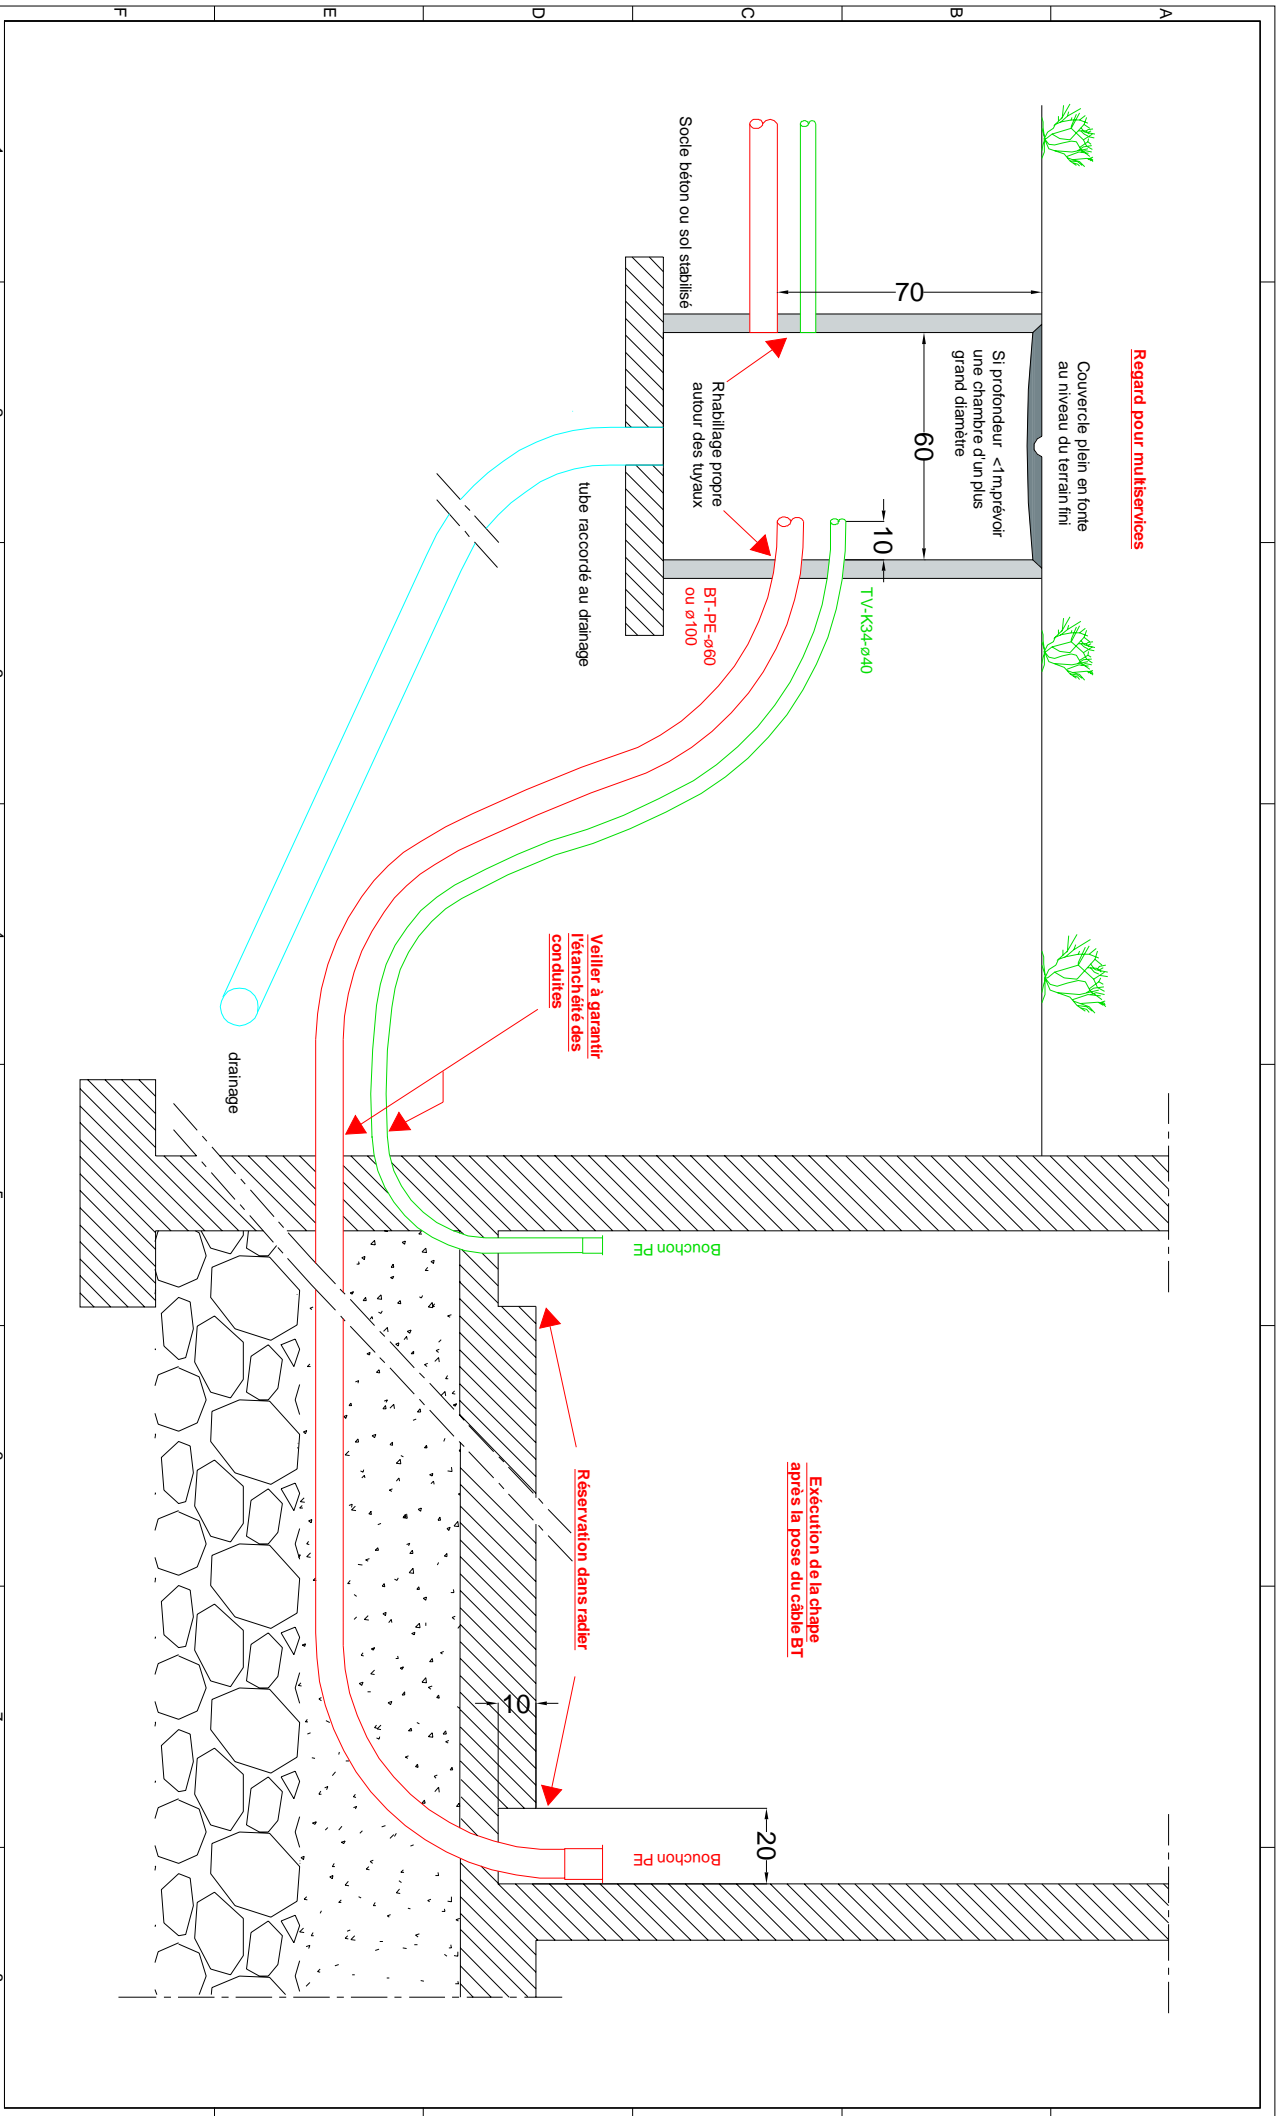 A
B
C
D
E
F
Regard pour multiservices
Couvercle plein en fonte
au niveau du terrain fini
Si profondeur <1m,prévoir
une chambre d'un plus
grand diamètre
60
70
10
TV-K34-ø40
BT-PE-ø60
ou ø100
Rhabillage propre
autour des tuyaux
Socle béton ou sol stabilisé
tube raccordé au drainage
Veiller à garantir
l'étanchéité des
conduites
drainage
Bouchon PE
Exécution de la chape
après la pose du câble BT
Réservation dans radier
10
20
Bouchon PE